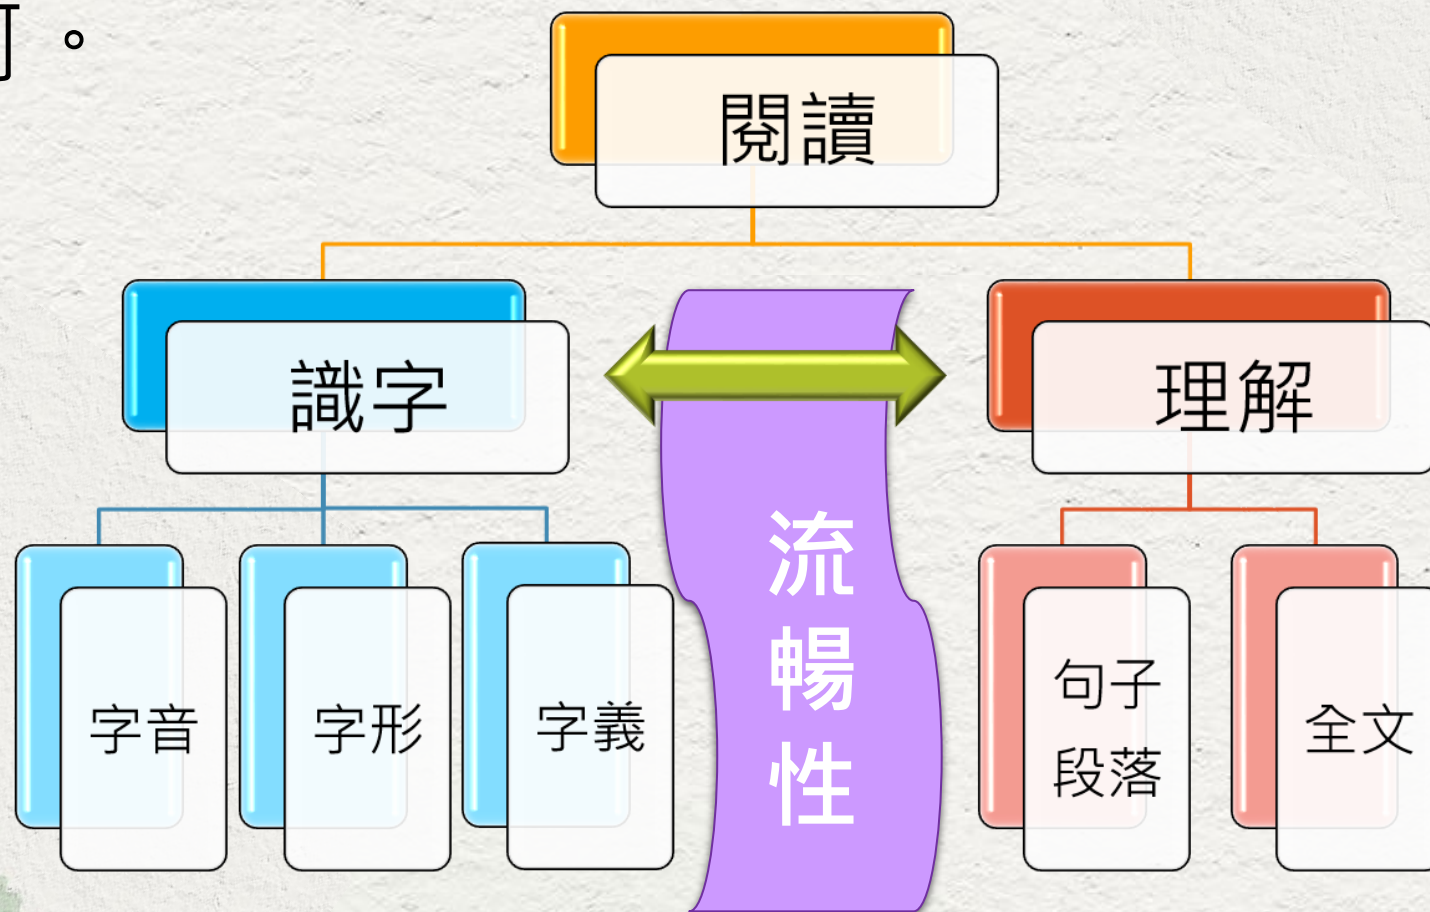 。
閱讀
識字
理解
流
暢
性
字音
字形
字義
句子
段落
全文